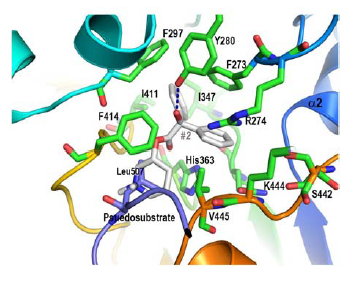 F297
Y280
F273
I411
I347
α2
F414
#2
R274
Leu507
His363
K444
S442
Pseudosubstrate
V445